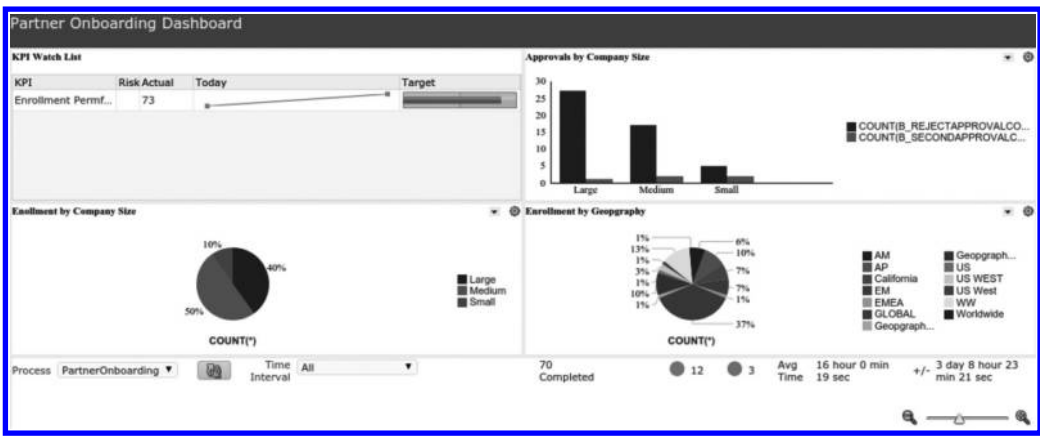 Partner Onboarding Dashboard
KPI Watch List
KPI Risk Actual Today Target
Enrollment Permf... 73
Approvals by Company Size
30
25
20
15
10
5
0
Large Medium Small
COUNT(B_REJECTAPPROVALCO...
COUNT(B_SECONDAPPROVALC...
Enollment by Company Size
10%
40%
50%
COUNT(*)
Large
Medium
Small
Enrollment by Geopgraphy
1%
13%
1%
3%
1%
10%
1%
6%
10%
7%
7%
1%
37%
COUNT(*)
AM
AP
California
EM
EMEA
GLOBAL
Geopgraph...
Geopgraph...
US
US WEST
US West
WW
Worldwide
Process PartnerOnboarding
Time Interval All
70
Completed
12
3
Avg
Time
16 hour 0 min
19 sec
+/-
3 day 8 hour 23
min 21 sec